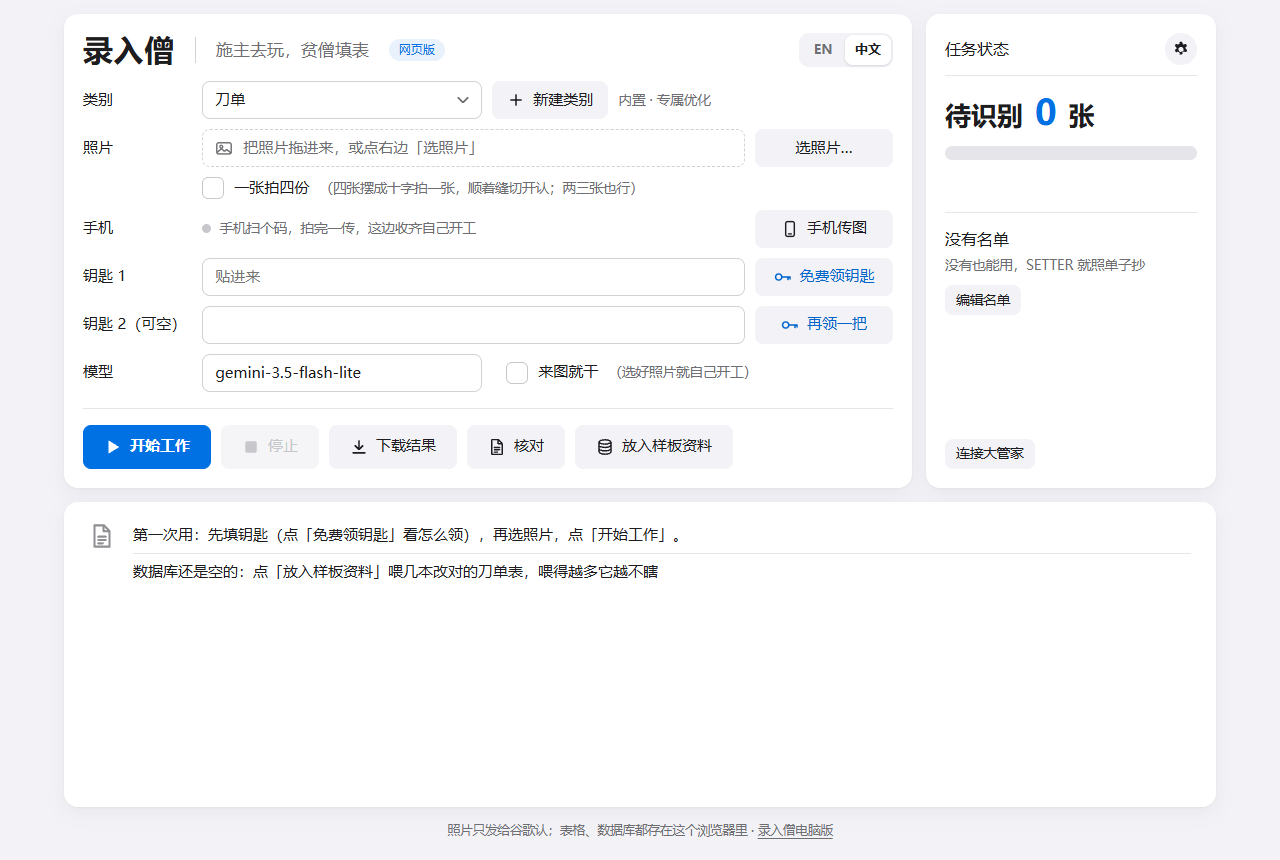 录入僧
施主去玩，贫僧填表
网页版
EN 中文
类别
刀单
新建类别
内置 · 专属优化
照片
把照片拖进来，或点右边「选照片」
选照片...
一张拍四份 （四张摆成十字拍一张，顺着缝切开认；两三张也行）
手机
手机扫个码，拍完一传，这边收齐自己开工
手机传图
钥匙 1
贴进来
免费领钥匙
钥匙 2（可空）
再领一把
模型
gemini-3.5-flash-lite
来图就干 （选好照片就自己开工）
开始工作
停止
下载结果
核对
放入样板资料
任务状态
待识别 0 张
没有名单
没有也能用，SETTER 就照单子抄
编辑名单
连接大管家
第一次用：先填钥匙（点「免费领钥匙」看怎么领），再选照片，点「开始工作」。
数据库还是空的：点「放入样板资料」喂几本改对的刀单表，喂得越多它越不瞎
照片只发给谷歌认；表格、数据库都存在这个浏览器里 · 录入僧电脑版